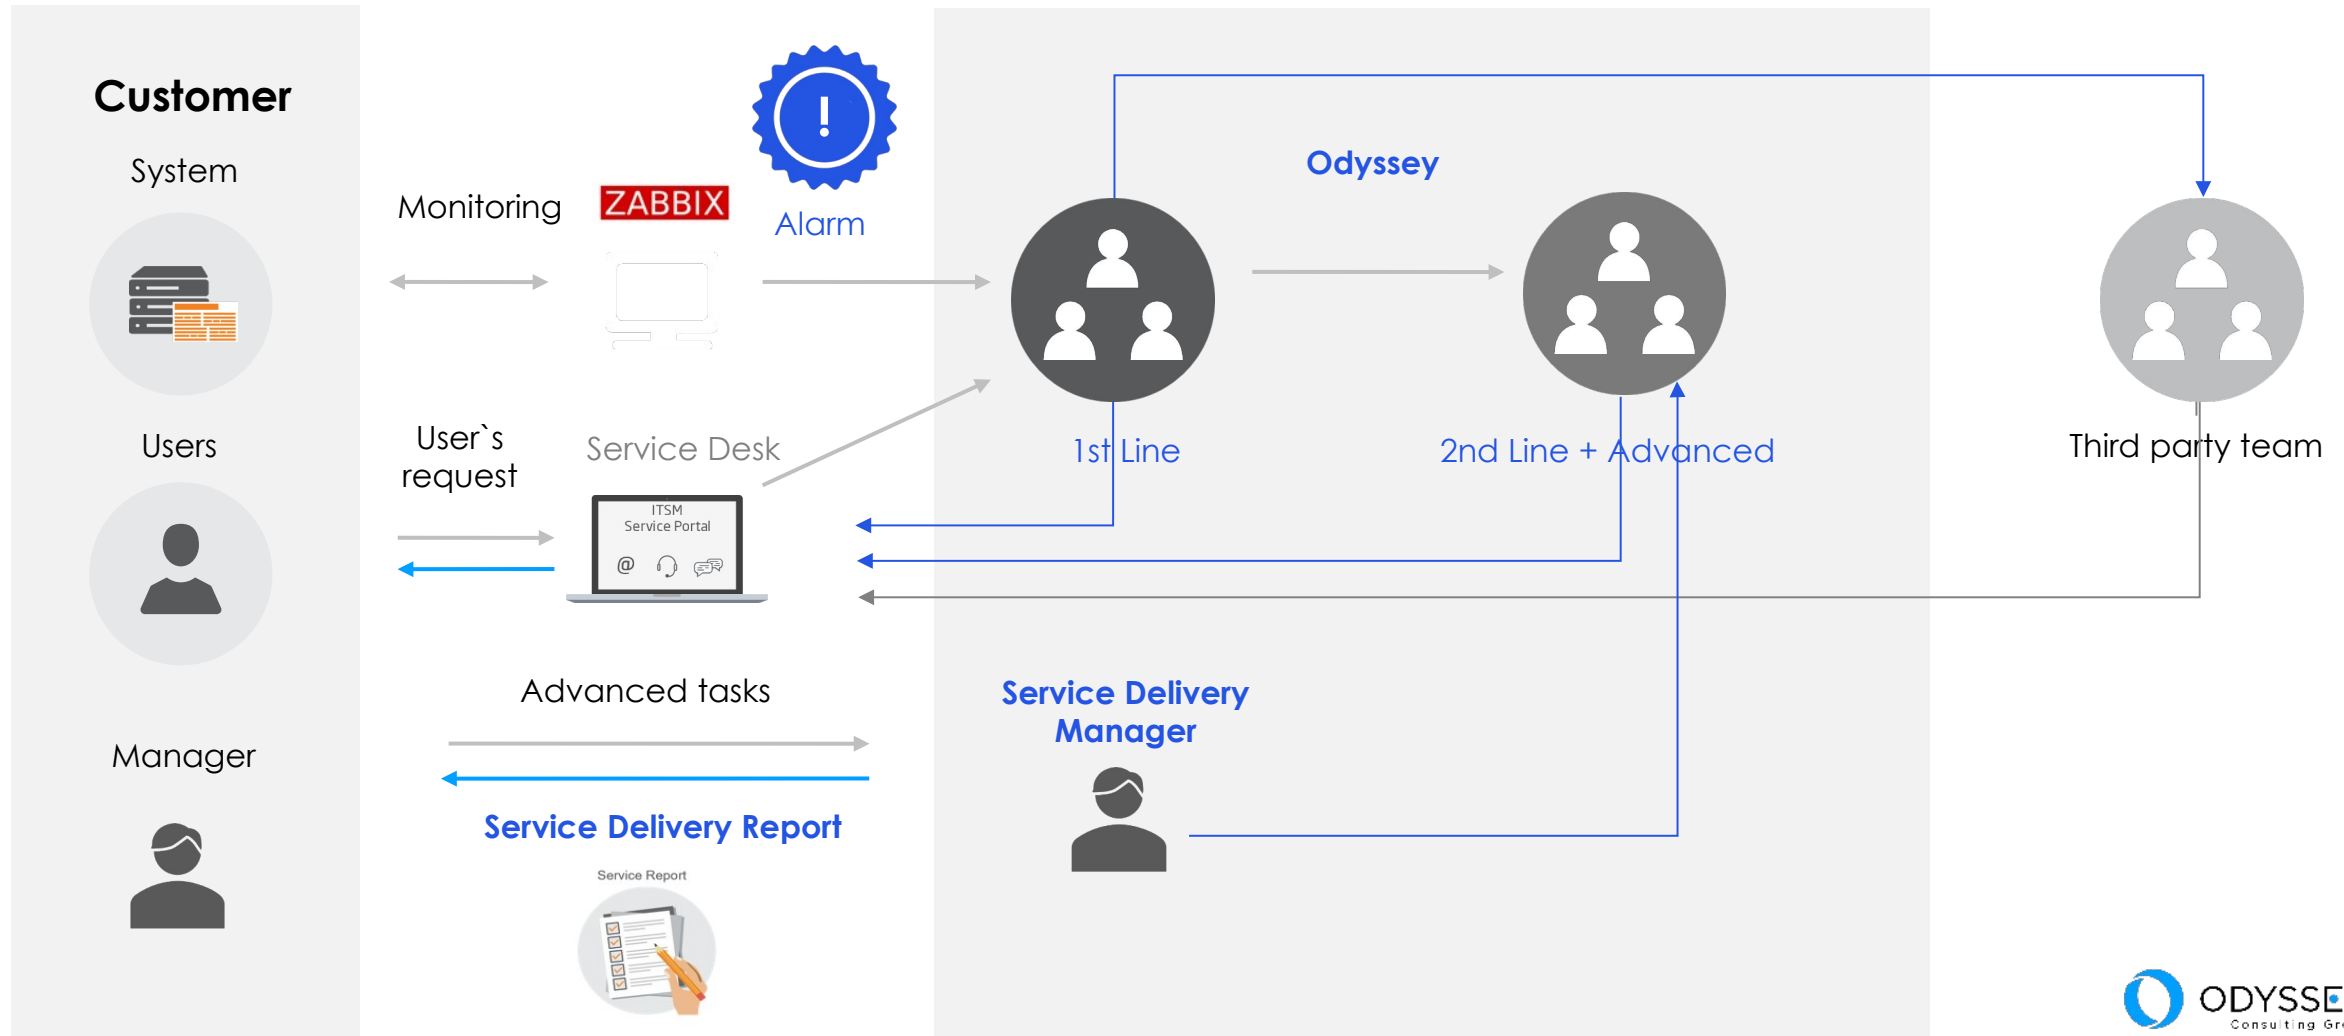 Customer
System
Monitoring
ZABBIX
!
Alarm
Odyssey
Users
User`s
request
Service Desk
ITSM
Service Portal
@
1st Line
2nd Line + Advanced
Third party team
Advanced tasks
Service Delivery
Manager
Manager
Service Delivery Report
Service Report
ODYSSE
Consulting Gr